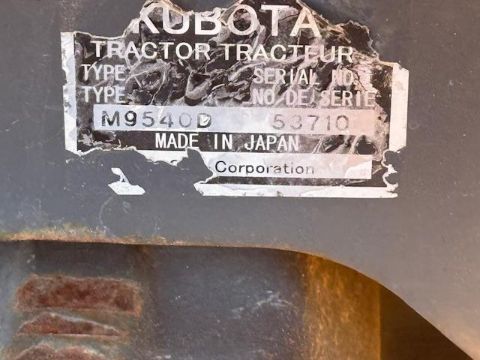 KUBOTA
TRACTOR TRACTEUR
TYPE SERIAL NO.
TYPE NO DE SERIE
M9540D 53710
MADE IN JAPAN
Corporation